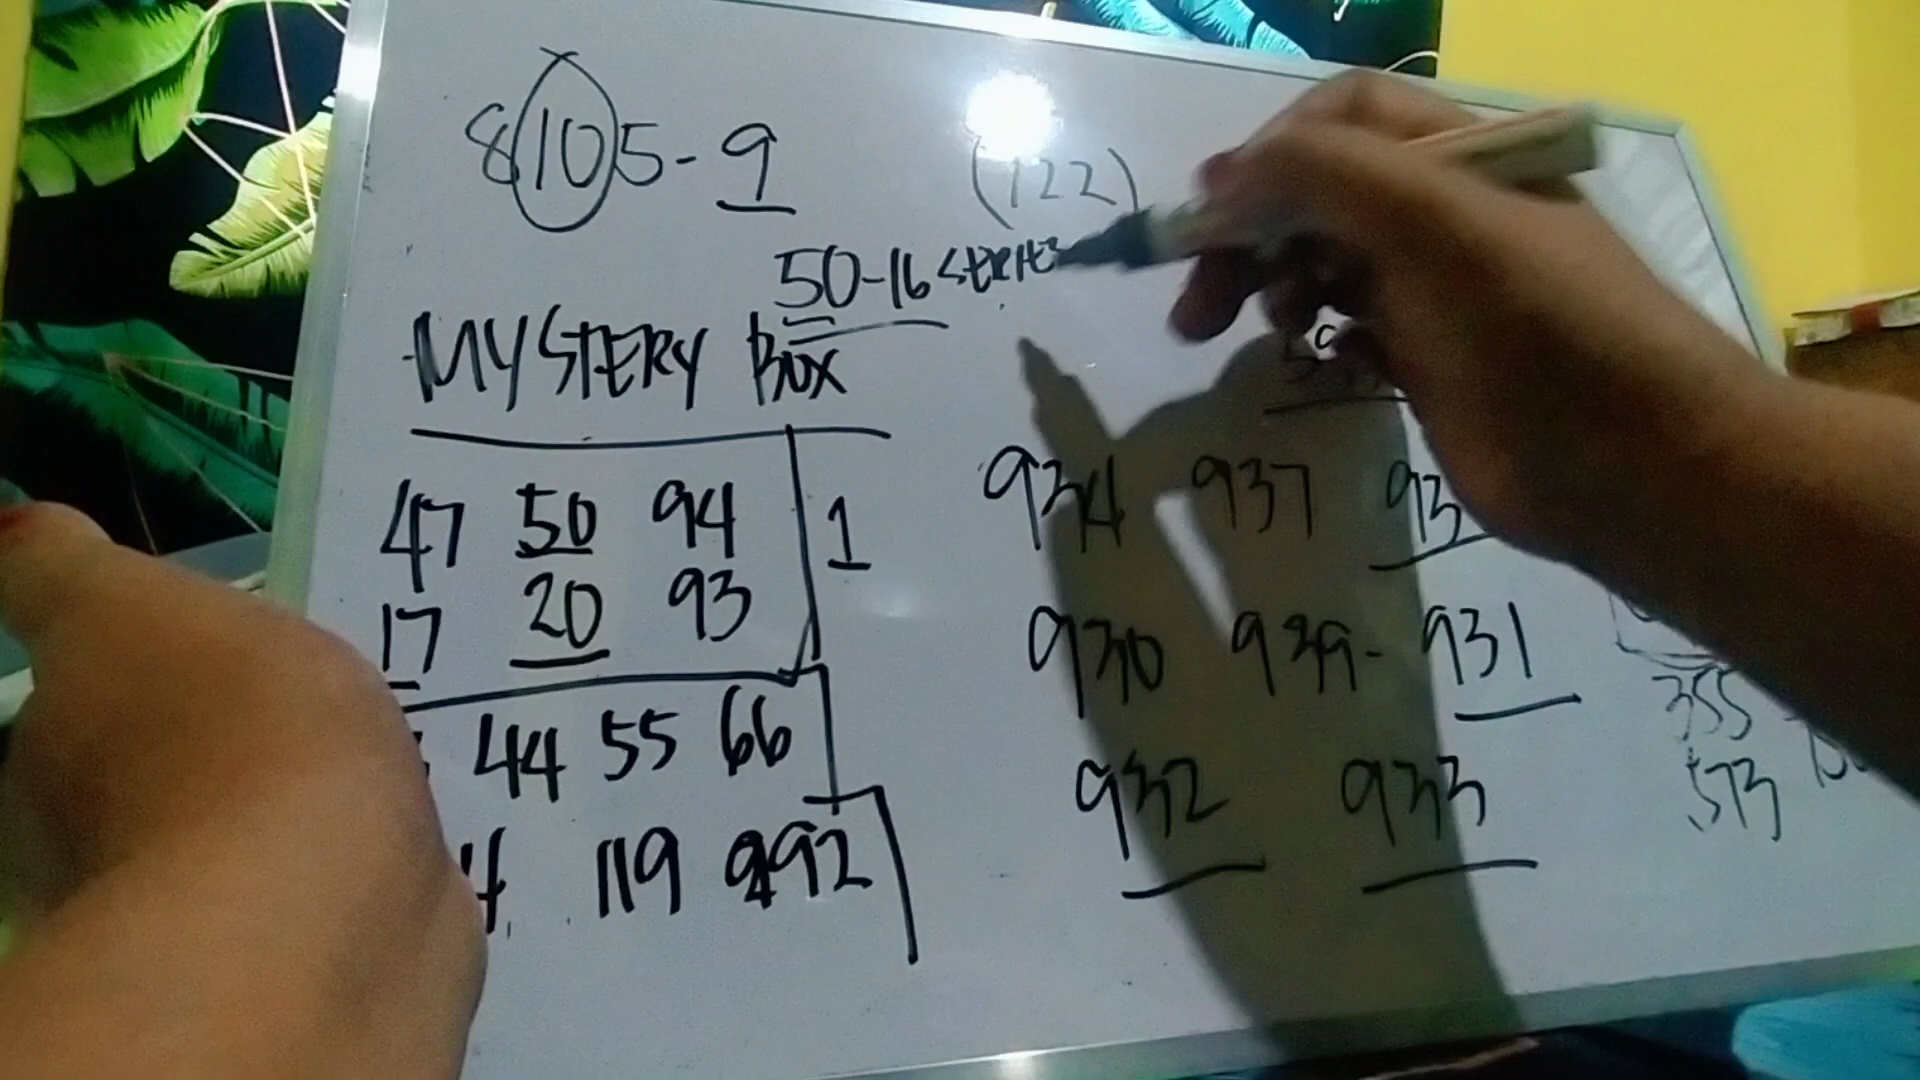 8105-9 (122)
50-16 SERIES
MYSTERY BOX
47 50 94 1
17 20 93
44 55 66
119
934 937
930 939- 931
932 933
355
573